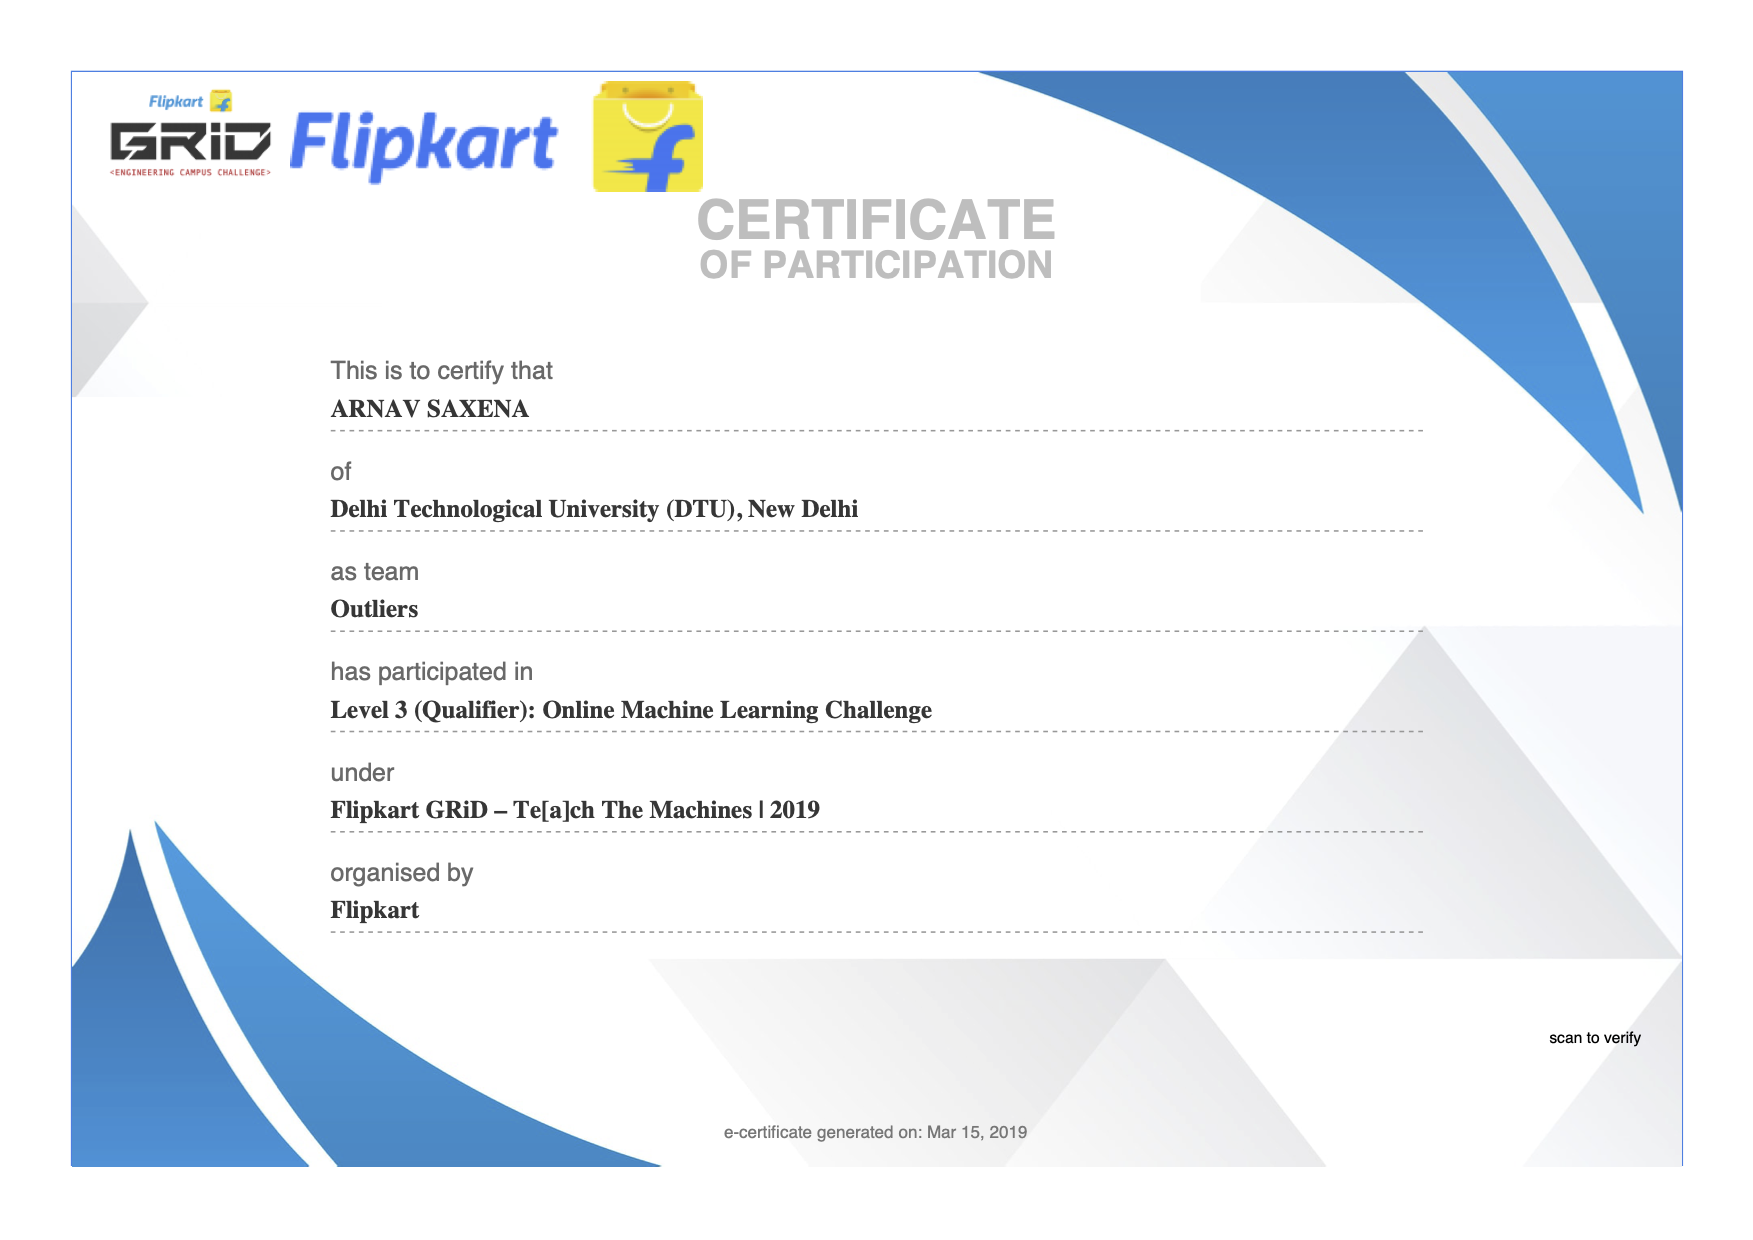 Flipkart
GRiD
<ENGINEERING CAMPUS CHALLENGE>
Flipkart
CERTIFICATE
OF PARTICIPATION
This is to certify that
ARNAV SAXENA
of
Delhi Technological University (DTU), New Delhi
as team
Outliers
has participated in
Level 3 (Qualifier): Online Machine Learning Challenge
under
Flipkart GRiD – Te[a]ch The Machines | 2019
organised by
Flipkart
scan to verify
e-certificate generated on: Mar 15, 2019